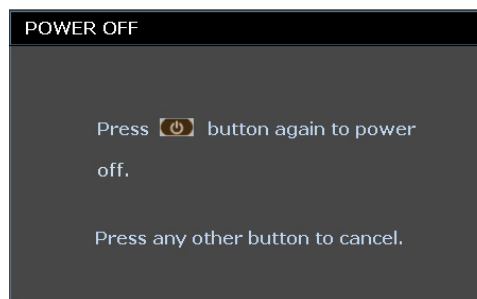 POWER OFF
Press button again to power
off.
Press any other button to cancel.